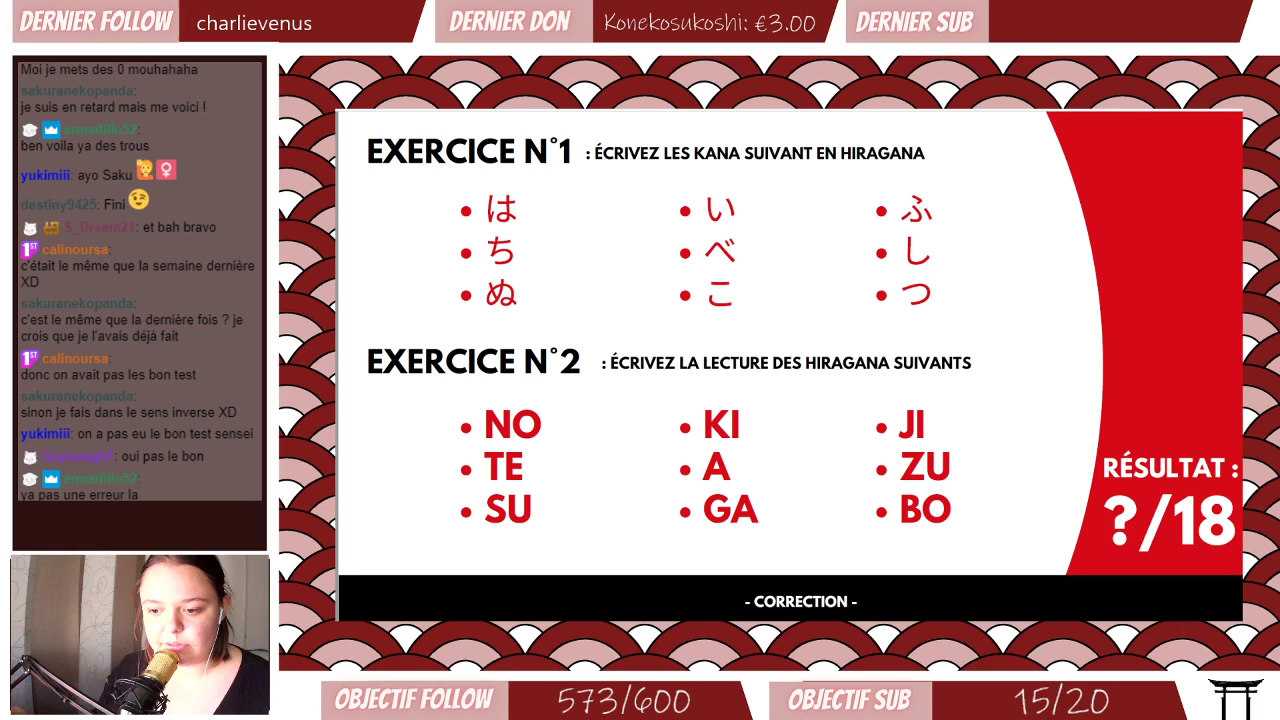 DERNIER FOLLOW charlievenus DERNIER DON Konekosukoshi: €3.00 DERNIER SUB
Moi je mets des 0 mouhahaha
sakuranekopanda:
je suis en retard mais me voici !
armadillo52:
ben voila ya des trous
yukimiii: ayo Saku
destiny9425: Fini
S_Dream21: et bah bravo
1ST calinoursa:
c'était le même que la semaine dernière
XD
sakuranekopanda:
c'est le même que la dernière fois ? je
crois que je l'avais déjà fait
1ST calinoursa:
donc on avait pas les bon test
sakuranekopanda:
sinon je fais dans le sens inverse XD
yukimiii: on a pas eu le bon test sensei
oui pas le bon
armadillo52:
ya pas une erreur la
EXERCICE N°1 : ÉCRIVEZ LES KANA SUIVANT EN HIRAGANA
• は • い • ふ
• ち • べ • し
• ぬ • こ • つ
EXERCICE N°2 : ÉCRIVEZ LA LECTURE DES HIRAGANA SUIVANTS
• NO • KI • JI
• TE • A • ZU
• SU • GA • BO
RÉSULTAT :
?/18
- CORRECTION -
OBJECTIF FOLLOW 573/600 OBJECTIF SUB 15/20